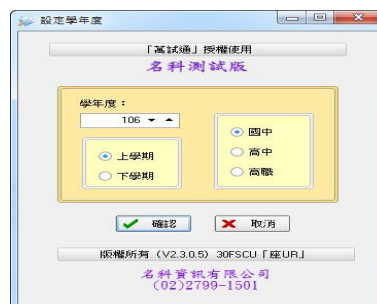 設定學年度
「萬試通」授權使用
名科測試版
學年度：
106
上學期
下學期
國中
高中
高職
確認
取消
版權所有 (V2.3.0.5) 30FSCU「座UR」
名科資訊有限公司
(02)2799-1501